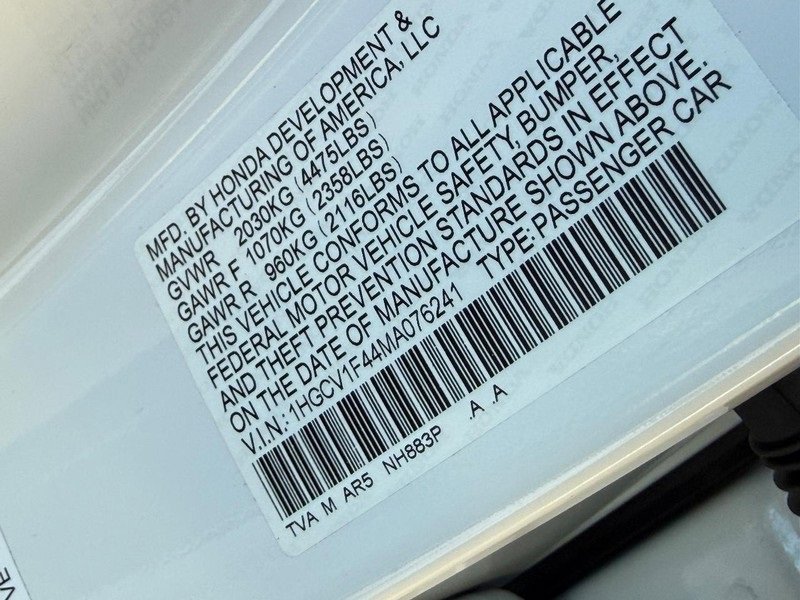 MFD. BY HONDA DEVELOPMENT &
MANUFACTURING OF AMERICA, LLC
GVWR 2030KG (4475LBS)
GAWR F 1070KG (2358LBS)
GAWR R 960KG (2116LBS)
THIS VEHICLE CONFORMS TO ALL APPLICABLE
FEDERAL MOTOR VEHICLE SAFETY, BUMPER,
AND THEFT PREVENTION STANDARDS IN EFFECT
ON THE DATE OF MANUFACTURE SHOWN ABOVE.
V.I.N.: 1HGCV1F44MA076241 TYPE: PASSENGER CAR
TVA M AR5 NH883P .A .A
VE